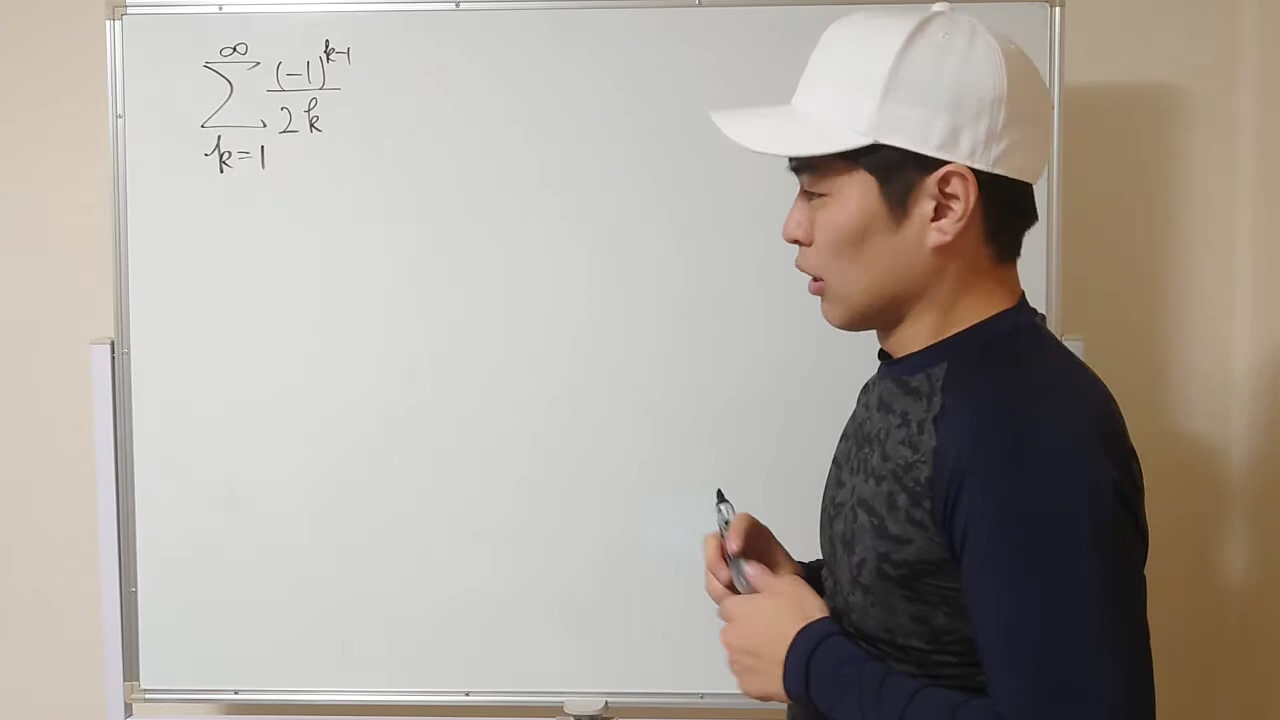 ∞
∑ (-1)^{k-1} / 2k
k=1